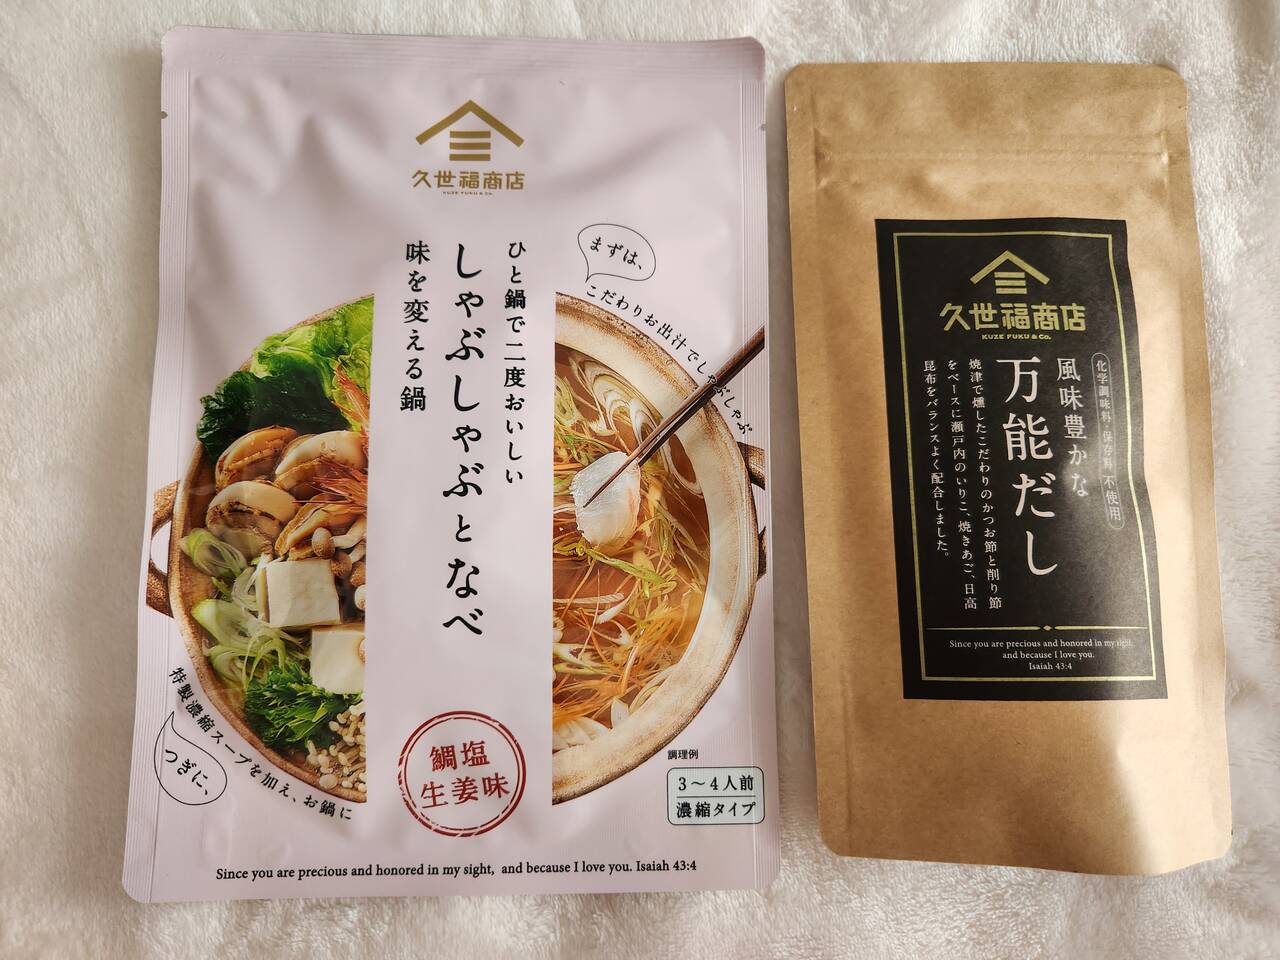 久世福商店
KUZE FUKU & Co.
ひと鍋で二度おいしい
しゃぶしゃぶとなべ
味を変える鍋
まずは、
こだわりお出汁でしゃぶしゃぶ
つぎに、
特製濃縮スープを加え、お鍋に
鯛塩
生姜味
調理例
3～4人前
濃縮タイプ
Since you are precious and honored in my sight, and because I love you. Isaiah 43:4
久世福商店
KUZE FUKU & Co.
化学調味料・保存料 不使用
風味豊かな
万能だし
焼津で燻したこだわりのかつお節と削り節
をベースに瀬戸内のいりこ、焼きあご、日高
昆布をバランスよく配合しました。
Since you are precious and honored in my sight,
and because I love you.
Isaiah 43:4